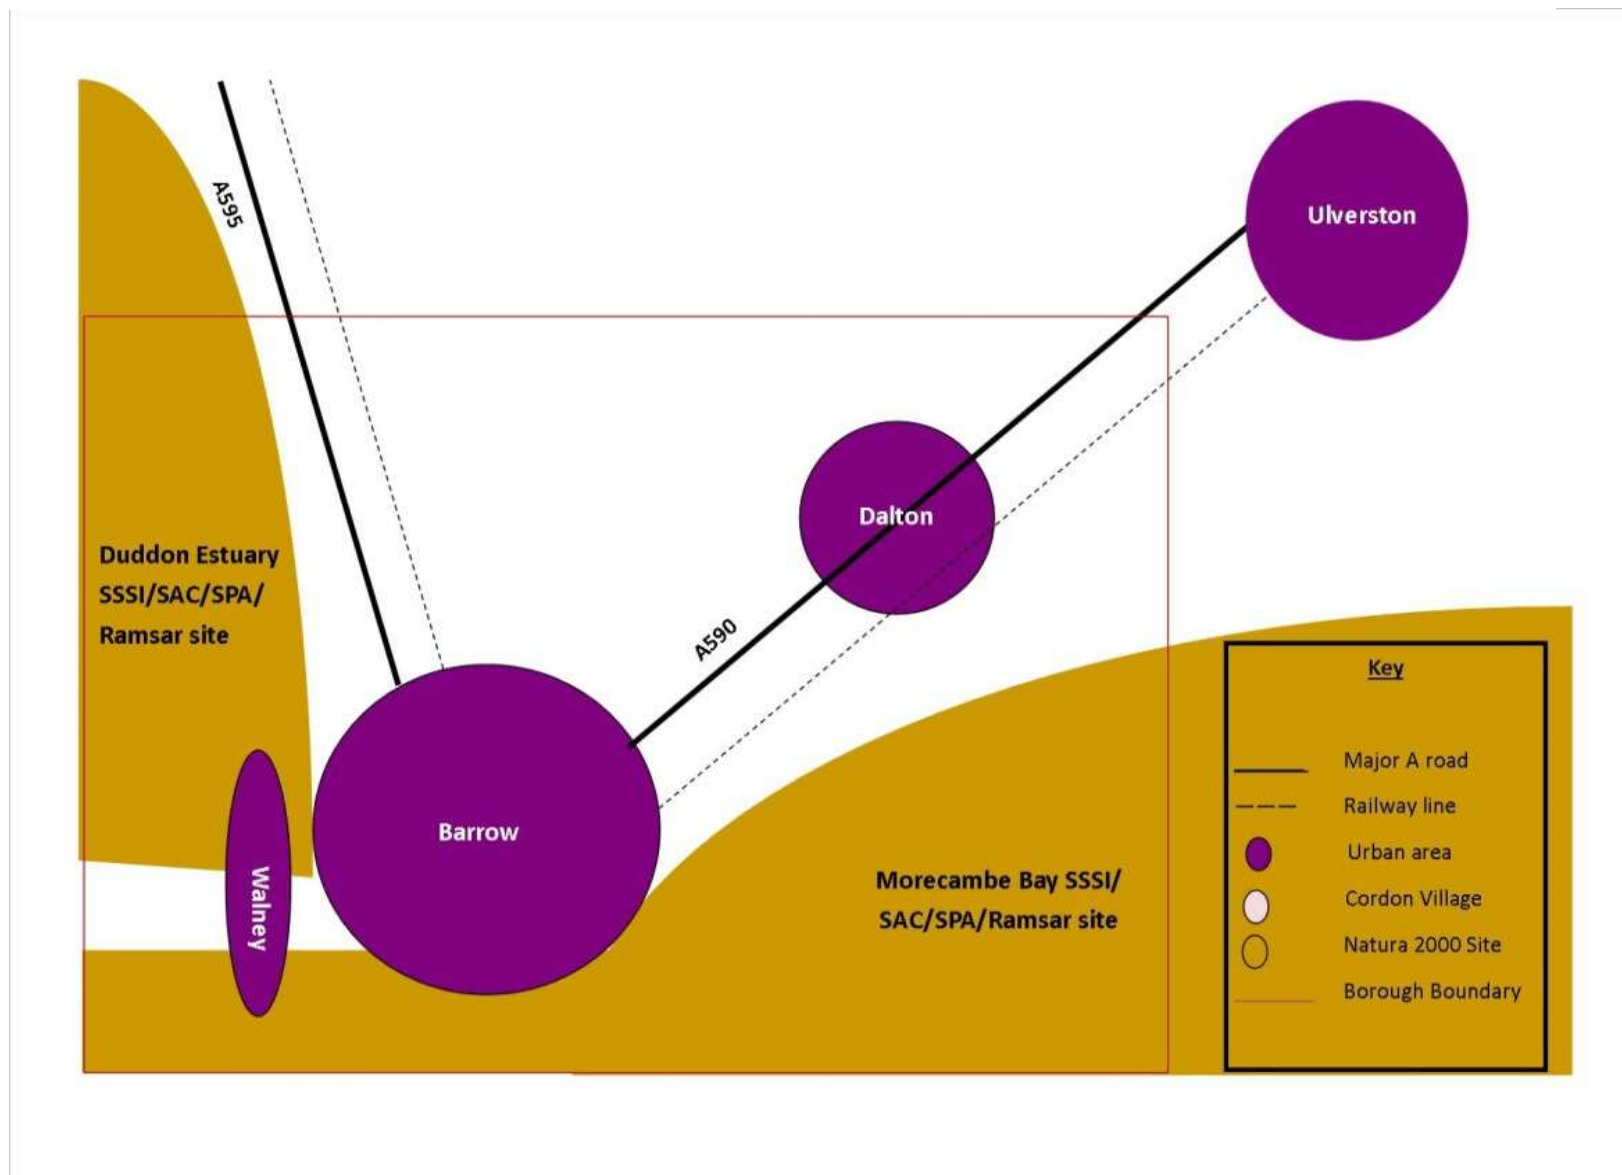 A595
Ulverston
Dalton
Duddon Estuary
SSSI/SAC/SPA/
Ramsar site
A590
Barrow
Walney
Morecambe Bay SSSI/
SAC/SPA/Ramsar site
Key
Major A road
Railway line
Urban area
Cordon Village
Natura 2000 Site
Borough Boundary